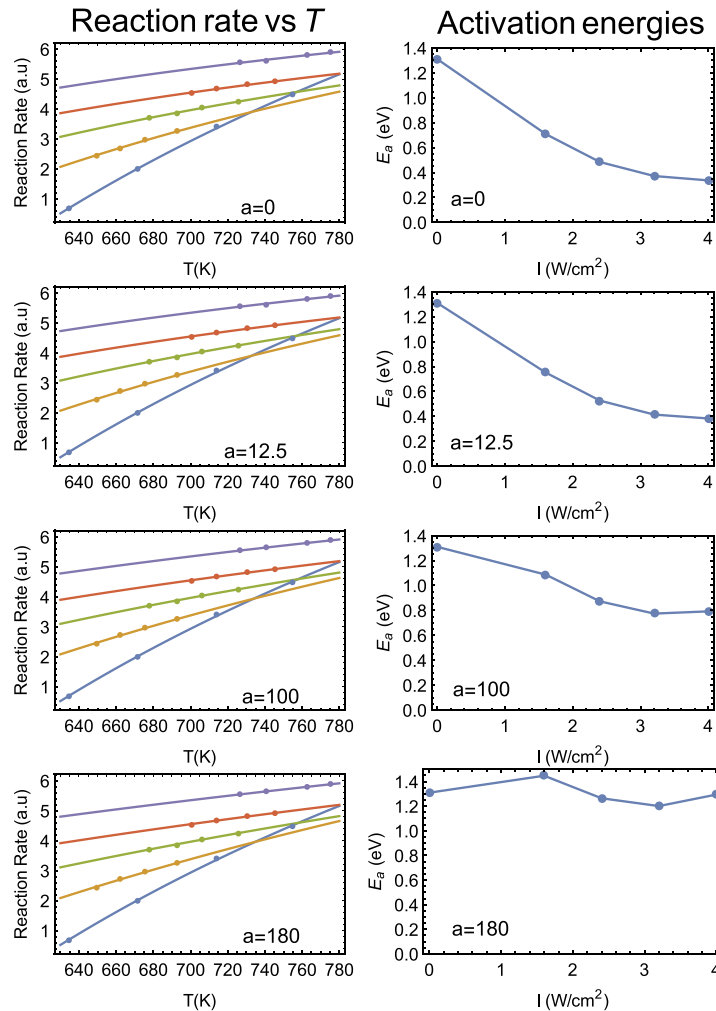 Reaction rate vs T
Activation energies
Reaction Rate (a.u)
6
5
4
3
2
1
a=0
640 660 680 700 720 740 760 780
T(K)
E_a (eV)
1.4
1.2
1.0
0.8
0.6
0.4
0.2
0.0
a=0
0 1 2 3 4
I (W/cm²)
Reaction Rate (a.u)
6
5
4
3
2
1
a=12.5
640 660 680 700 720 740 760 780
T(K)
E_a (eV)
1.4
1.2
1.0
0.8
0.6
0.4
0.2
0.0
a=12.5
0 1 2 3 4
I (W/cm²)
Reaction Rate (a.u)
6
5
4
3
2
1
a=100
640 660 680 700 720 740 760 780
T(K)
E_a (eV)
1.4
1.2
1.0
0.8
0.6
0.4
0.2
0.0
a=100
0 1 2 3 4
I (W/cm²)
Reaction Rate (a.u)
6
5
4
3
2
1
a=180
640 660 680 700 720 740 760 780
T(K)
E_a (eV)
1.4
1.2
1.0
0.8
0.6
0.4
0.2
0.0
a=180
0 1 2 3 4
I (W/cm²)